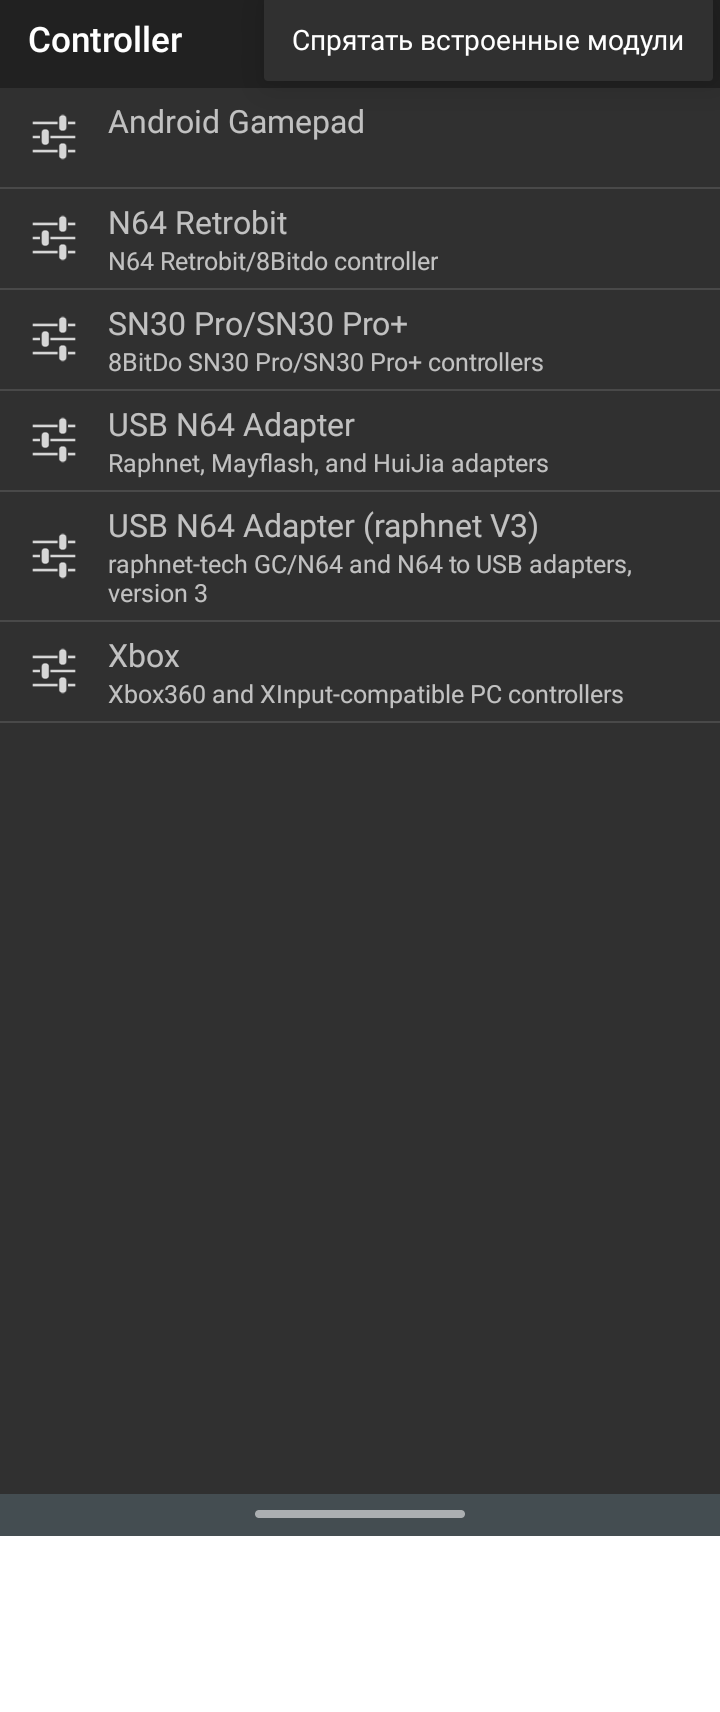 Controller
Спрятать встроенные модули
Android Gamepad
N64 Retrobit
N64 Retrobit/8Bitdo controller
SN30 Pro/SN30 Pro+
8BitDo SN30 Pro/SN30 Pro+ controllers
USB N64 Adapter
Raphnet, Mayflash, and HuiJia adapters
USB N64 Adapter (raphnet V3)
raphnet-tech GC/N64 and N64 to USB adapters,
version 3
Xbox
Xbox360 and XInput-compatible PC controllers